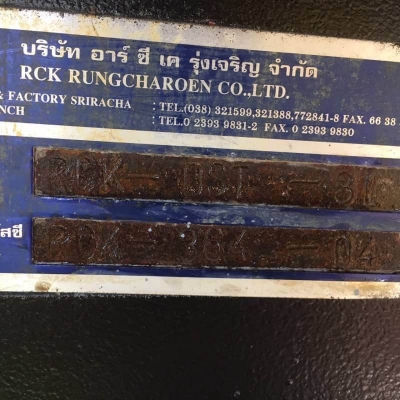 บริษัท อาร์ ซี เค รุ่งเจริญ จำกัด
RCK RUNGCHAROEN CO.,LTD.
& FACTORY SRIRACHA : TEL.(038) 321599,321388,772841-8 FAX. 66 38
NCH : TEL.0 2393 9831-2 FAX. 0 2393 9830
สซี